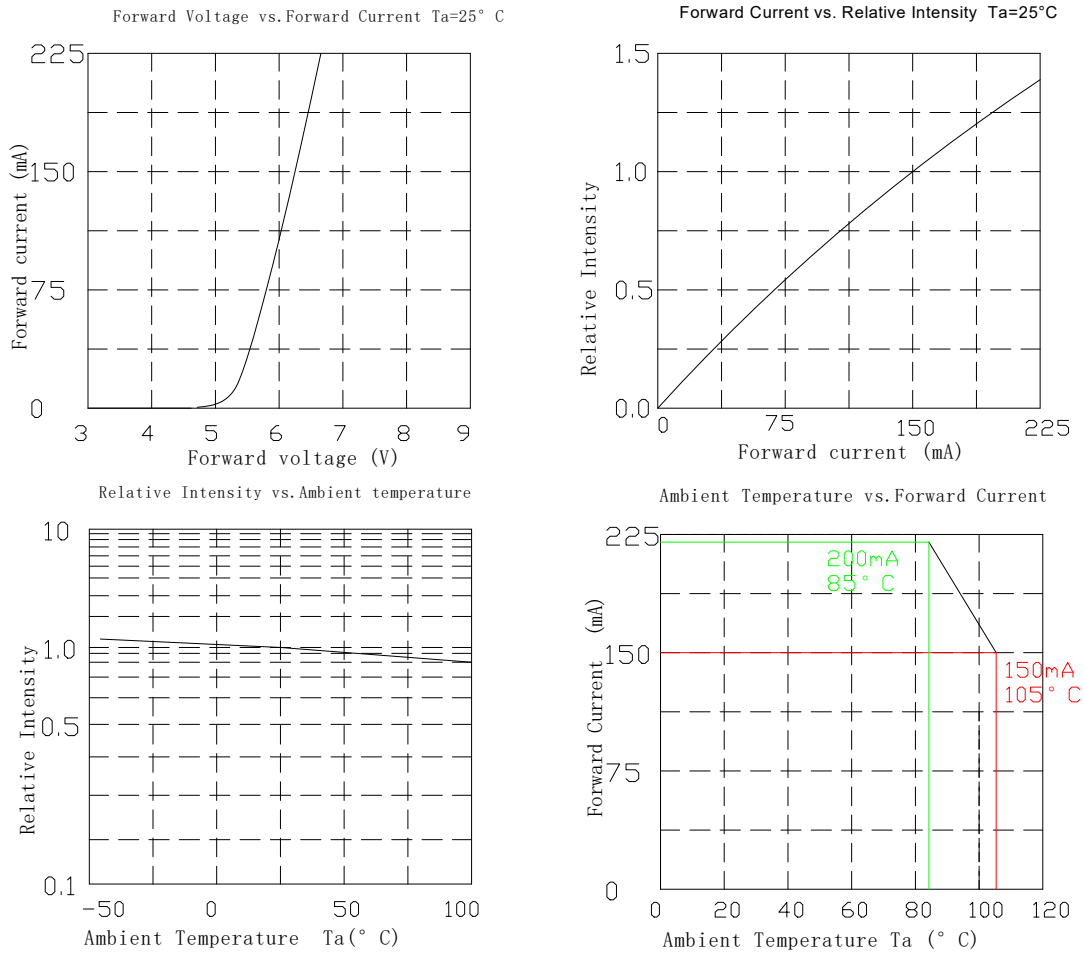 Forward Voltage vs.Forward Current Ta=25° C
225
150
75
0
3 4 5 6 7 8 9
Forward current (mA)
Forward voltage (V)
Forward Current vs. Relative Intensity Ta=25°C
1.5
1.0
0.5
0.0
0 75 150 225
Relative Intensity
Forward current (mA)
Relative Intensity vs.Ambient temperature
10
1.0
0.5
0.1
-50 0 50 100
Relative Intensity
Ambient Temperature Ta(° C)
Ambient Temperature vs.Forward Current
225
150
75
0
200mA
85° C
150mA
105° C
0 20 40 60 80 100 120
Forward Current (mA)
Ambient Temperature Ta (° C)